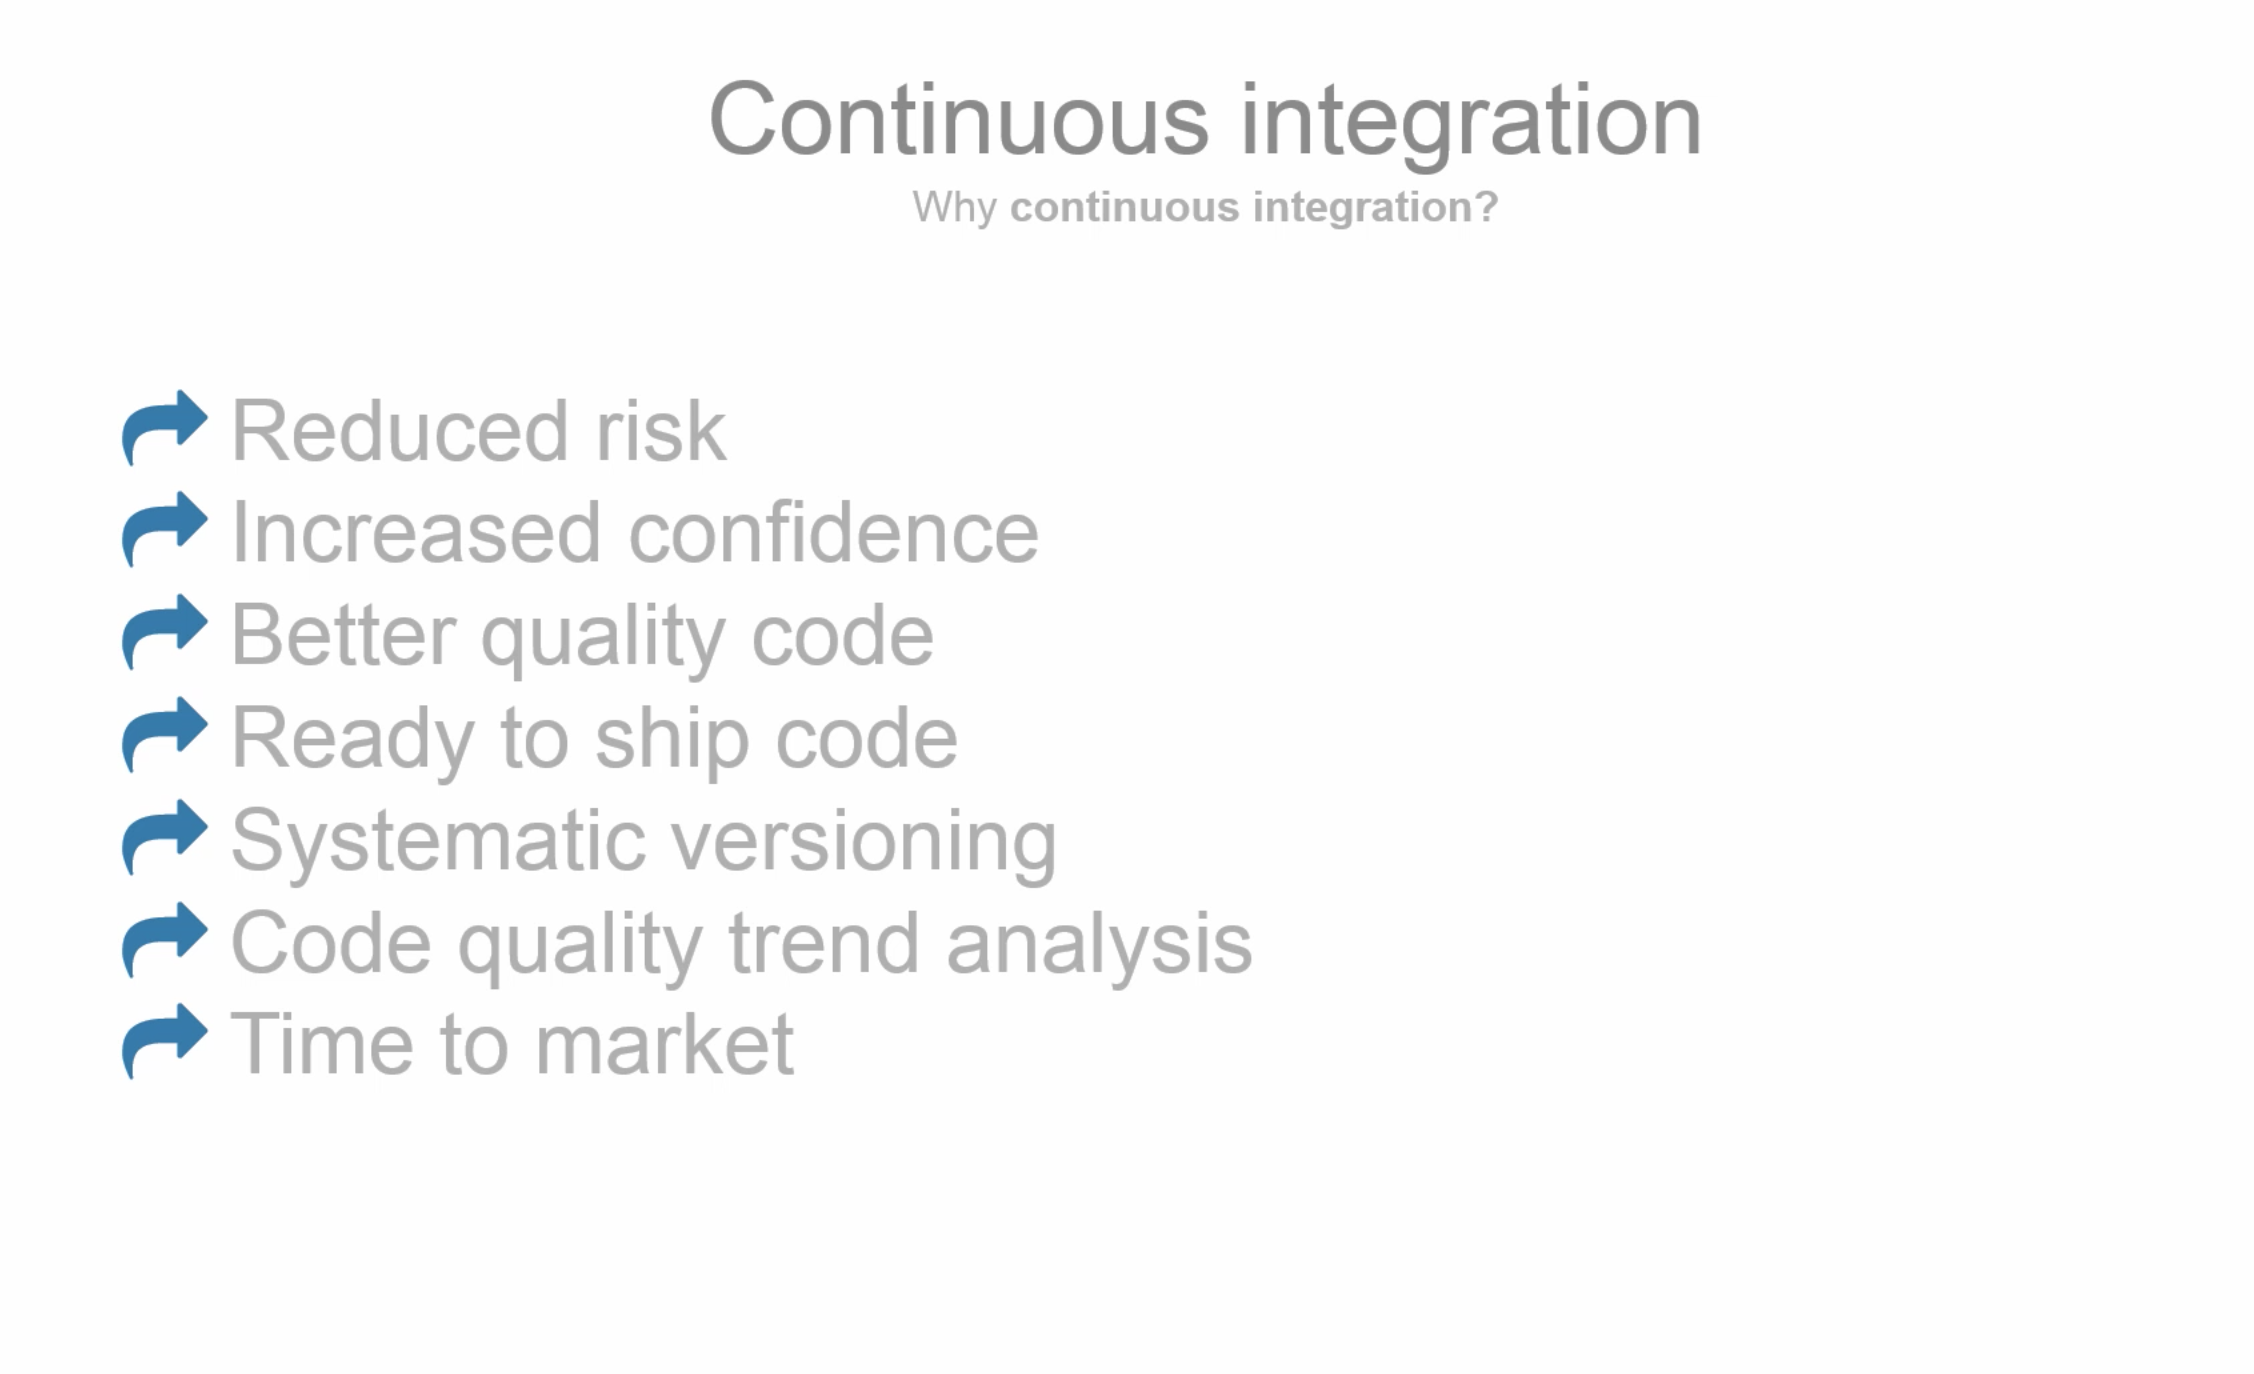 Continuous integration
Why continuous integration?
Reduced risk
Increased confidence
Better quality code
Ready to ship code
Systematic versioning
Code quality trend analysis
Time to market